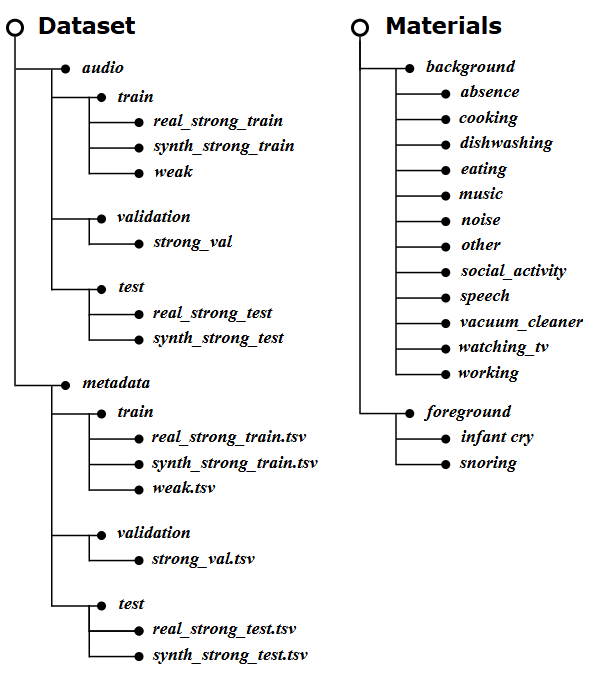 Dataset
audio
train
real_strong_train
synth_strong_train
weak
validation
strong_val
test
real_strong_test
synth_strong_test
metadata
train
real_strong_train.tsv
synth_strong_train.tsv
weak.tsv
validation
strong_val.tsv
test
real_strong_test.tsv
synth_strong_test.tsv
Materials
background
absence
cooking
dishwashing
eating
music
noise
other
social_activity
speech
vacuum_cleaner
watching_tv
working
foreground
infant cry
snoring